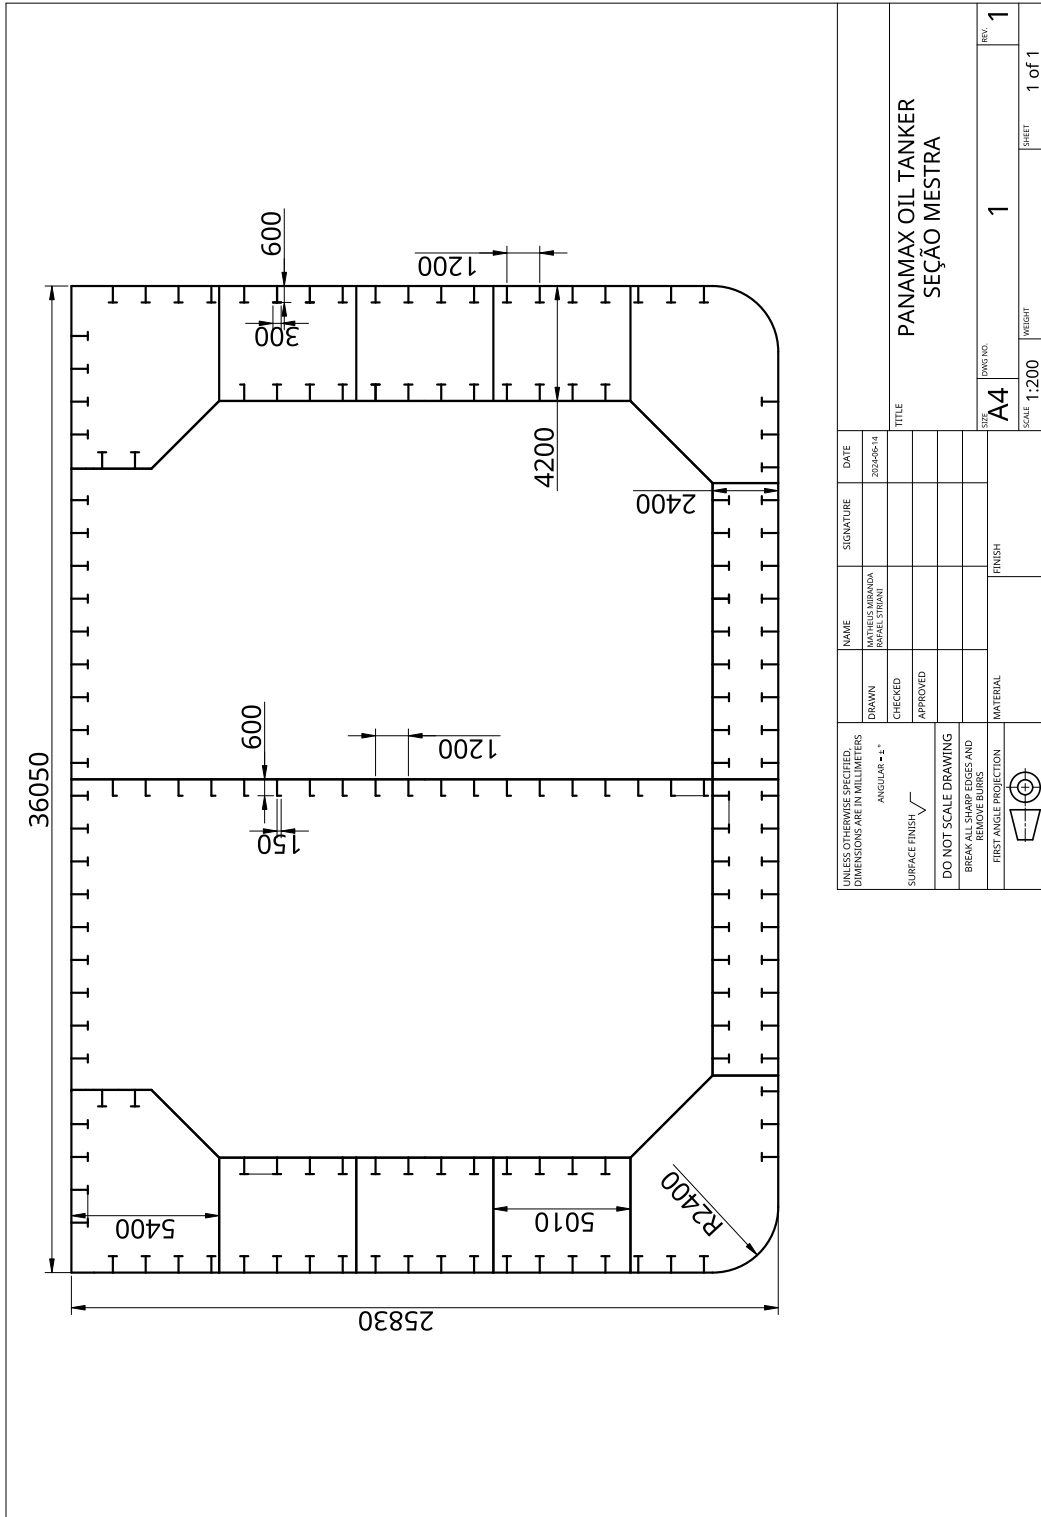 36050
25830
5400
5010
R2400
150
600
1200
4200
2400
300
600
1200
UNLESS OTHERWISE SPECIFIED,
DIMENSIONS ARE IN MILLIMETERS
ANGULAR = ± °
SURFACE FINISH
DO NOT SCALE DRAWING
BREAK ALL SHARP EDGES AND
REMOVE BURRS
FIRST ANGLE PROJECTION
NAME SIGNATURE DATE
DRAWN MATHEUS MIRANDA 2024-06-14
RAFAEL STRIANI
CHECKED
APPROVED
MATERIAL FINISH
TITLE
PANAMAX OIL TANKER
SEÇÃO MESTRA
SIZE DWG NO. REV.
A4 1 1
SCALE 1:200 WEIGHT SHEET 1 of 1